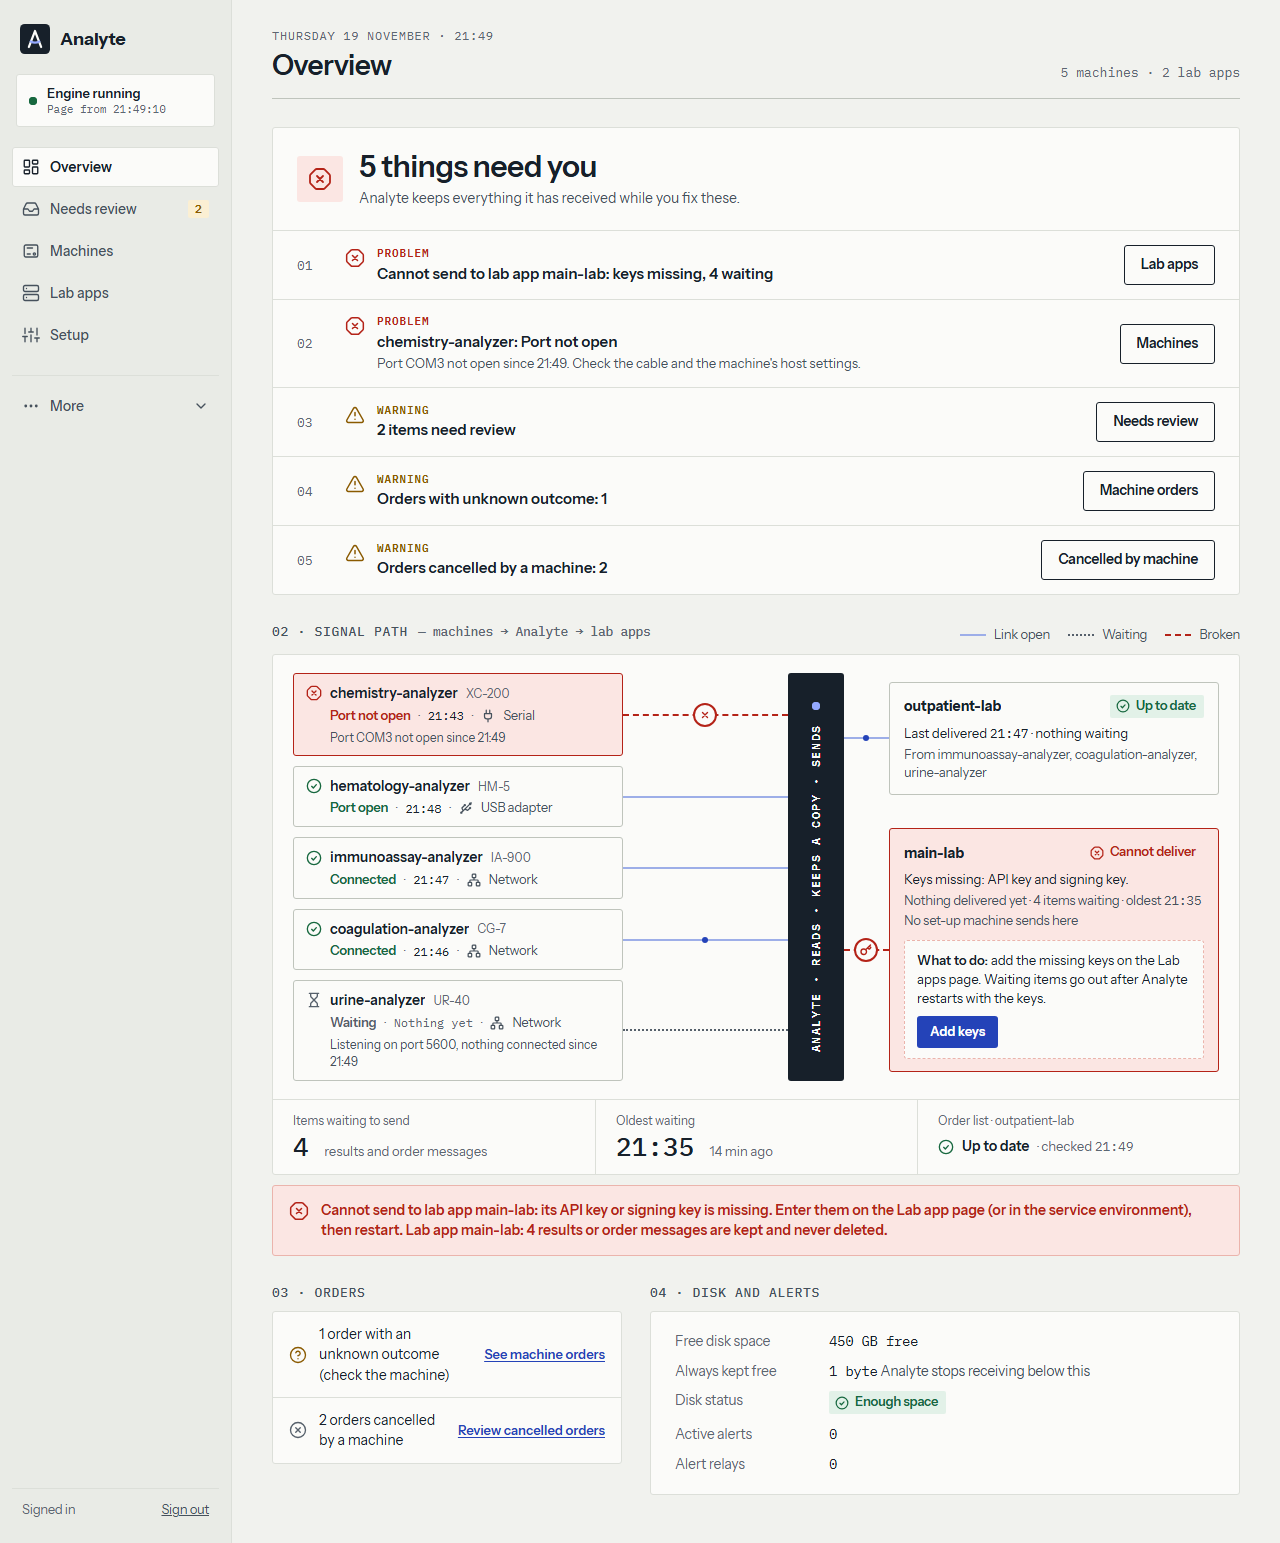 Analyte
Engine running
Page from 21:49:10
Overview
Needs review 2
Machines
Lab apps
Setup
More
Signed in Sign out
THURSDAY 19 NOVEMBER · 21:49
Overview
5 machines · 2 lab apps
5 things need you
Analyte keeps everything it has received while you fix these.
01 PROBLEM
Cannot send to lab app main-lab: keys missing, 4 waiting
Lab apps
02 PROBLEM
chemistry-analyzer: Port not open
Port COM3 not open since 21:49. Check the cable and the machine's host settings.
Machines
03 WARNING
2 items need review
Needs review
04 WARNING
Orders with unknown outcome: 1
Machine orders
05 WARNING
Orders cancelled by a machine: 2
Cancelled by machine
02 · SIGNAL PATH — machines → Analyte → lab apps
Link open Waiting Broken
chemistry-analyzer XC-200
Port not open · 21:43 · Serial
Port COM3 not open since 21:49
hematology-analyzer HM-5
Port open · 21:48 · USB adapter
immunoassay-analyzer IA-900
Connected · 21:47 · Network
coagulation-analyzer CG-7
Connected · 21:46 · Network
urine-analyzer UR-40
Waiting · Nothing yet · Network
Listening on port 5600, nothing connected since
21:49
ANALYTE · READS · KEEPS A COPY · SENDS
outpatient-lab Up to date
Last delivered 21:47 · nothing waiting
From immunoassay-analyzer, coagulation-analyzer,
urine-analyzer
main-lab Cannot deliver
Keys missing: API key and signing key.
Nothing delivered yet · 4 items waiting · oldest 21:35
No set-up machine sends here
What to do: add the missing keys on the Lab
apps page. Waiting items go out after Analyte
restarts with the keys.
Add keys
Items waiting to send
4 results and order messages
Oldest waiting
21:35 14 min ago
Order list · outpatient-lab
Up to date · checked 21:49
Cannot send to lab app main-lab: its API key or signing key is missing. Enter them on the Lab app page (or in the service environment),
then restart. Lab app main-lab: 4 results or order messages are kept and never deleted.
03 · ORDERS
1 order with an
unknown outcome
(check the machine)
See machine orders
2 orders cancelled
by a machine
Review cancelled orders
04 · DISK AND ALERTS
Free disk space 450 GB free
Always kept free 1 byte Analyte stops receiving below this
Disk status Enough space
Active alerts 0
Alert relays 0